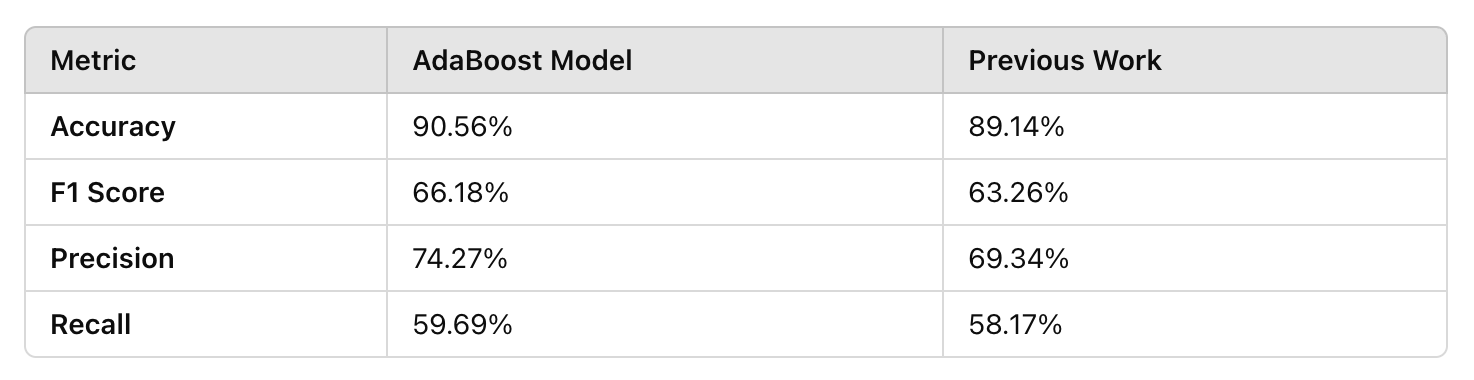 Metric AdaBoost Model Previous Work
Accuracy 90.56% 89.14%
F1 Score 66.18% 63.26%
Precision 74.27% 69.34%
Recall 59.69% 58.17%